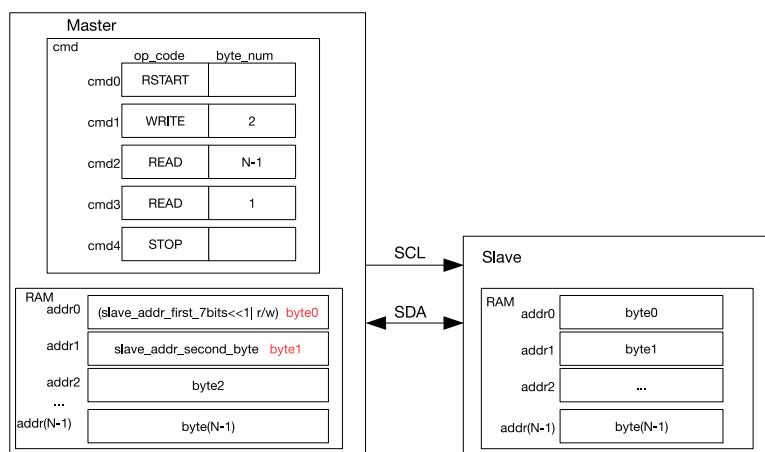 Master
cmd
op_code byte_num
cmd0 RSTART
cmd1 WRITE 2
cmd2 READ N-1
cmd3 READ 1
cmd4 STOP
RAM
addr0 (slave_addr_first_7bits<<1| r/w) byte0
addr1 slave_addr_second_byte byte1
addr2 byte2
...
addr(N-1) byte(N-1)
SCL
SDA
Slave
RAM
addr0 byte0
addr1 byte1
addr2 ...
addr(N-1) byte(N-1)